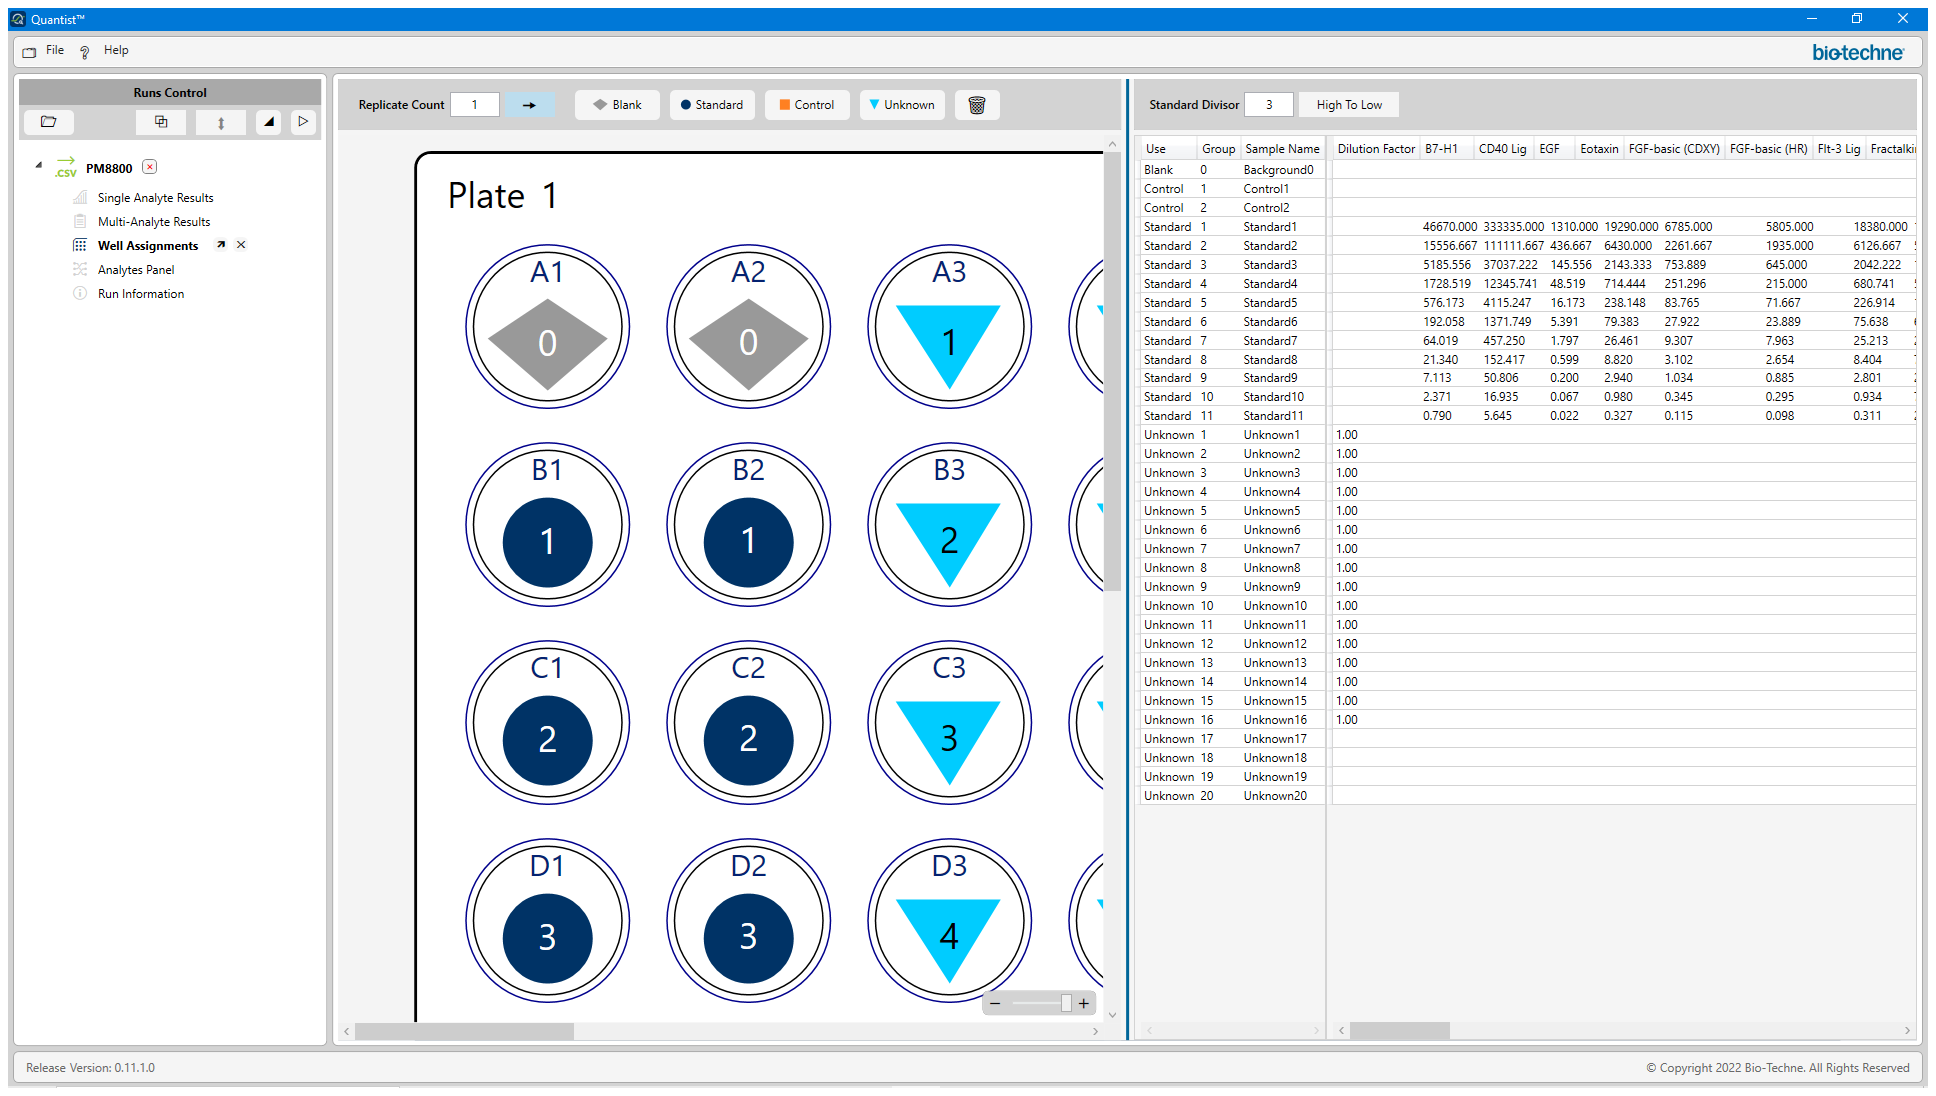 Quantist™
File Help
bio-techne
Runs Control
.CSV PM8800
Single Analyte Results
Multi-Analyte Results
Well Assignments
Analytes Panel
Run Information
Replicate Count 1 Blank Standard Control Unknown
Plate 1
A1 A2 A3
0 0 1
B1 B2 B3
1 1 2
C1 C2 C3
2 2 3
D1 D2 D3
3 3 4
Standard Divisor 3 High To Low
Use Group Sample Name Dilution Factor B7-H1 CD40 Lig EGF Eotaxin FGF-basic (CDXY) FGF-basic (HR) Flt-3 Lig
Blank 0 Background0
Control 1 Control1
Control 2 Control2
Standard 1 Standard1 46670.000 333335.000 1310.000 19290.000 6785.000 5805.000 18380.000
Standard 2 Standard2 15556.667 111111.667 436.667 6430.000 2261.667 1935.000 6126.667
Standard 3 Standard3 5185.556 37037.222 145.556 2143.333 753.889 645.000 2042.222
Standard 4 Standard4 1728.519 12345.741 48.519 714.444 251.296 215.000 680.741
Standard 5 Standard5 576.173 4115.247 16.173 238.148 83.765 71.667 226.914
Standard 6 Standard6 192.058 1371.749 5.391 79.383 27.922 23.889 75.638
Standard 7 Standard7 64.019 457.250 1.797 26.461 9.307 7.963 25.213
Standard 8 Standard8 21.340 152.417 0.599 8.820 3.102 2.654 8.404
Standard 9 Standard9 7.113 50.806 0.200 2.940 1.034 0.885 2.801
Standard 10 Standard10 2.371 16.935 0.067 0.980 0.345 0.295 0.934
Standard 11 Standard11 0.790 5.645 0.022 0.327 0.115 0.098 0.311
Unknown 1 Unknown1 1.00
Unknown 2 Unknown2 1.00
Unknown 3 Unknown3 1.00
Unknown 4 Unknown4 1.00
Unknown 5 Unknown5 1.00
Unknown 6 Unknown6 1.00
Unknown 7 Unknown7 1.00
Unknown 8 Unknown8 1.00
Unknown 9 Unknown9 1.00
Unknown 10 Unknown10 1.00
Unknown 11 Unknown11 1.00
Unknown 12 Unknown12 1.00
Unknown 13 Unknown13 1.00
Unknown 14 Unknown14 1.00
Unknown 15 Unknown15 1.00
Unknown 16 Unknown16 1.00
Unknown 17 Unknown17
Unknown 18 Unknown18
Unknown 19 Unknown19
Unknown 20 Unknown20
Release Version: 0.11.1.0
© Copyright 2022 Bio-Techne. All Rights Reserved